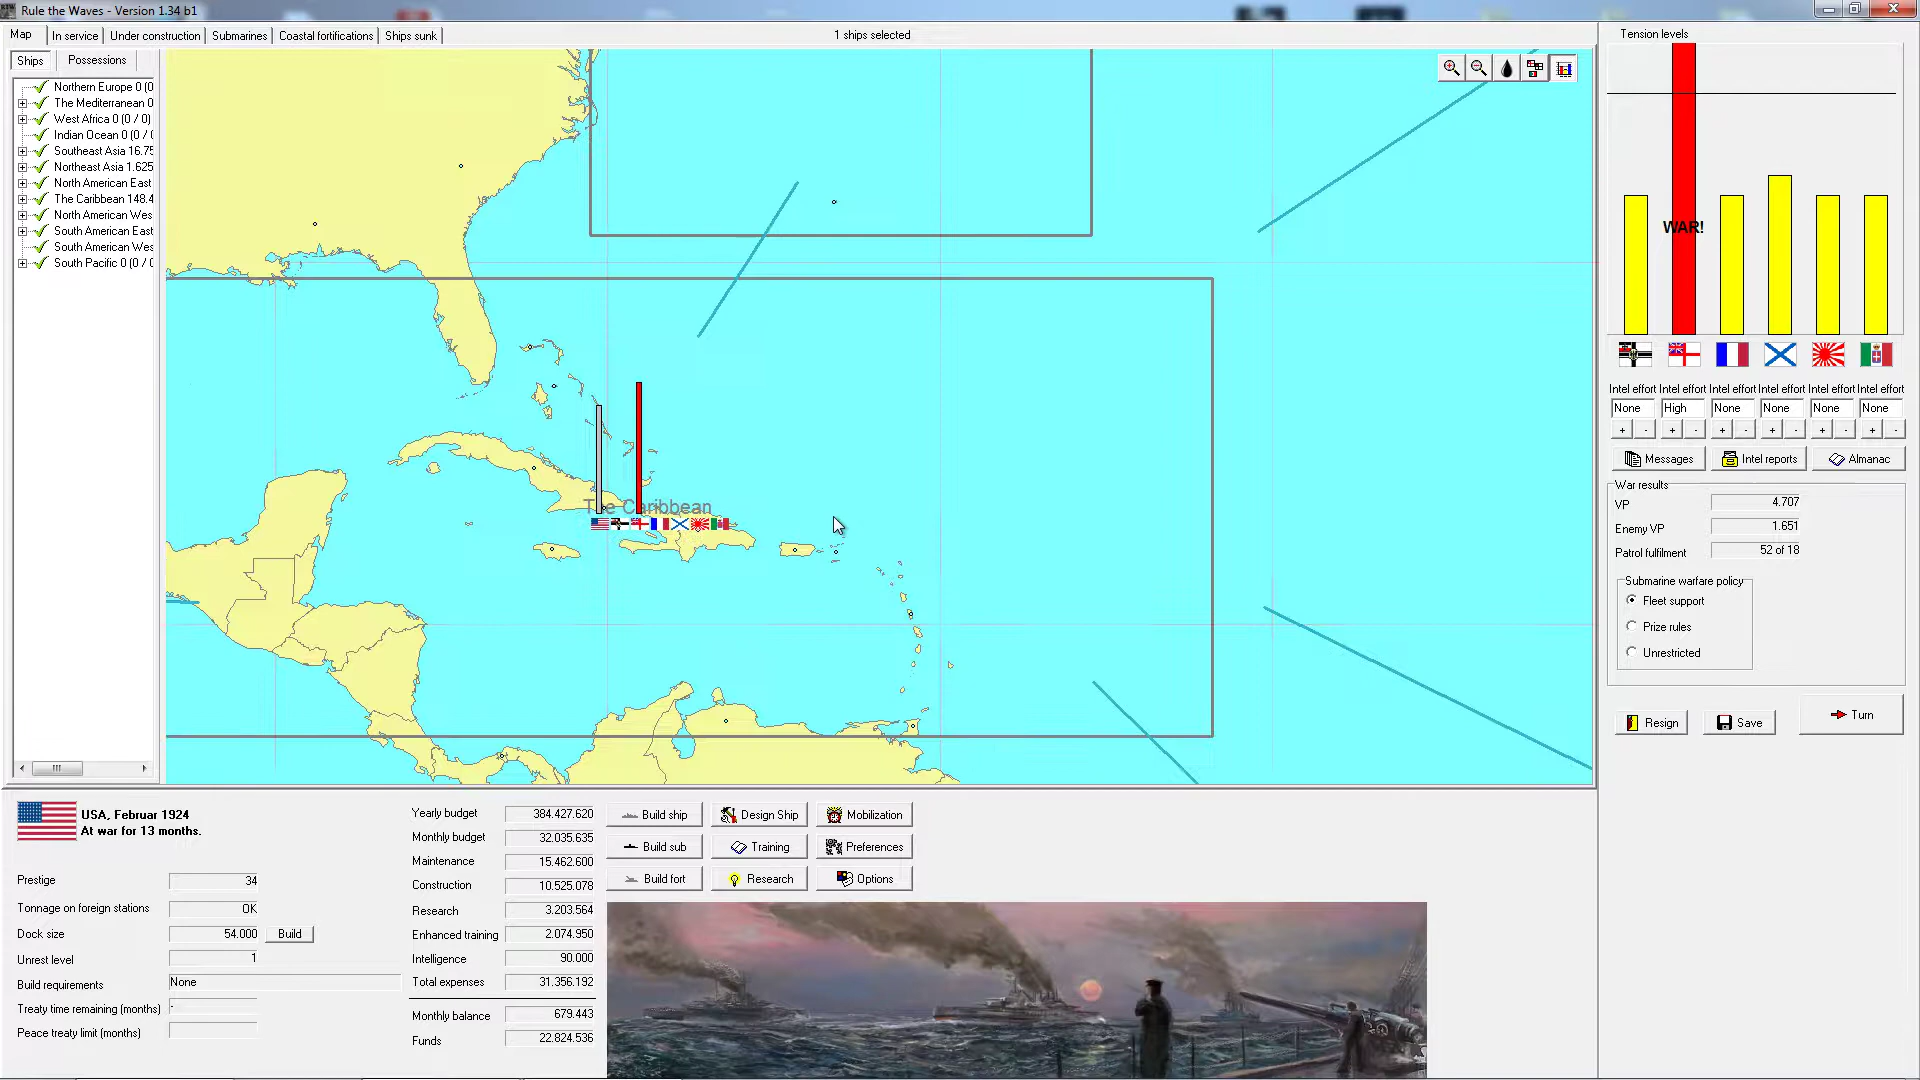 Rule the Waves - Version 1.34 b1
Map
In service
Under construction
Submarines
Coastal fortifications
Ships sunk
1 ships selected
Tension levels
Ships
Possessions
Northern Europe 0 (0
The Mediterranean 0
West Africa 0 (0 / 0)
Indian Ocean 0 (0 / 0
Southeast Asia 16.75
Northeast Asia 1.625
North American East
The Caribbean 148.4
North American Wes
South American East
South American Wes
South Pacific 0 (0 / 0
The Caribbean
WAR!
Intel effort Intel effort Intel effort Intel effort Intel effort Intel effort
None High None None None None
+ - + - + - + - + - + -
Messages
Intel reports
Almanac
War results
VP 4.707
Enemy VP 1.651
Patrol fulfilment 52 of 18
Submarine warfare policy
Fleet support
Prize rules
Unrestricted
Resign
Save
Turn
USA, Februar 1924
At war for 13 months.
Prestige 34
Tonnage on foreign stations OK
Dock size 54.000 Build
Unrest level 1
Build requirements None
Treaty time remaining (months) -
Peace treaty limit (months)
Yearly budget 384.427.620
Monthly budget 32.035.635
Maintenance 15.462.600
Construction 10.525.078
Research 3.203.564
Enhanced training 2.074.950
Intelligence 90.000
Total expenses 31.356.192
Monthly balance 679.443
Funds 22.824.536
Build ship
Design Ship
Mobilization
Build sub
Training
Preferences
Build fort
Research
Options